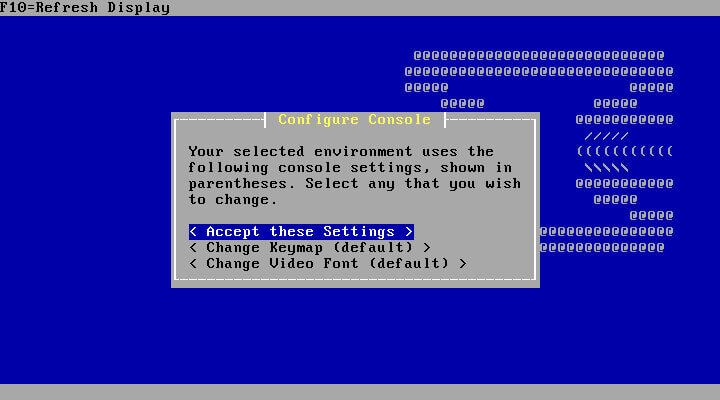 F10=Refresh Display
@@@@@@@@@@@@@@@@@@@@@@@@@@@@
@@@@@@@@@@@@@@@@@@@@@@@@@@@@@@
@@@@@ @@@@@
@@@@@ @@@@@
Configure Console @@@@@@@@@@@
/////
Your selected environment uses the (((((((((((
following console settings, shown in \\\\\
parentheses. Select any that you wish @@@@@@@@@@@
to change. @@@@@
@@@@@
< Accept these Settings > @@@@@@@@@@@@@@@
< Change Keymap (default) > @@@@@@@@@@@@@@
< Change Video Font (default) >